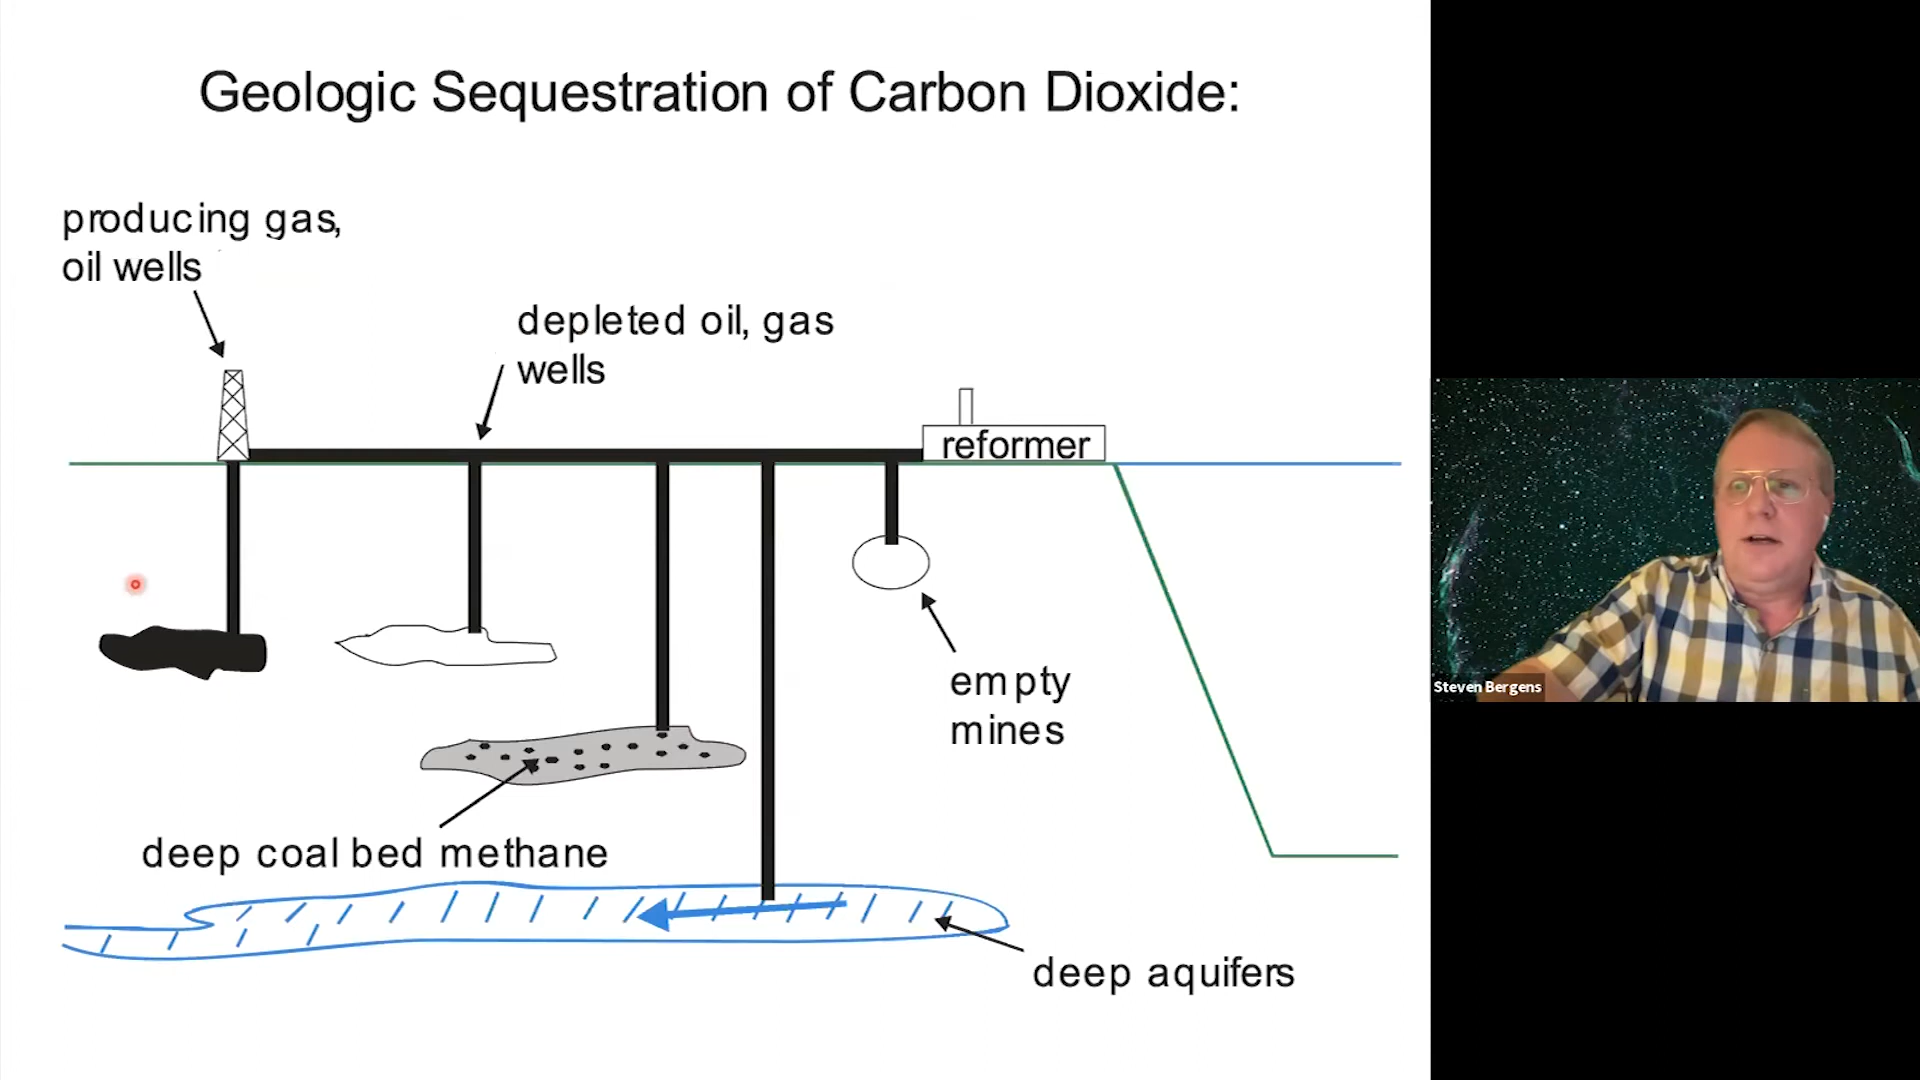 Geologic Sequestration of Carbon Dioxide:
producing gas,
oil wells
depleted oil, gas
wells
reformer
empty
mines
deep coal bed methane
deep aquifers
Steven Bergens